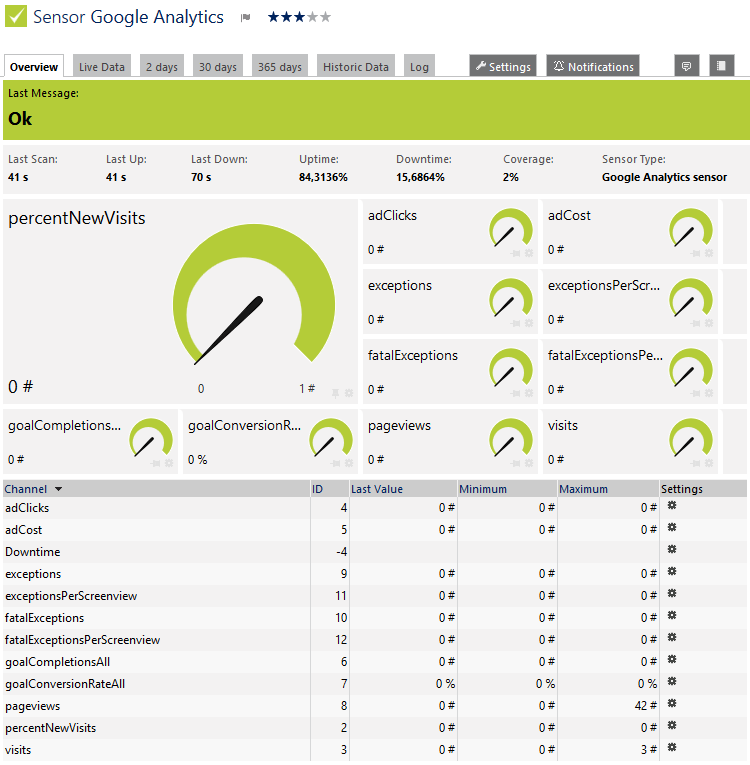 Sensor Google Analytics
Overview Live Data 2 days 30 days 365 days Historic Data Log Settings Notifications
Last Message:
Ok
Last Scan: Last Up: Last Down: Uptime: Downtime: Coverage: Sensor Type:
41 s 41 s 70 s 84,3136% 15,6864% 2% Google Analytics sensor
percentNewVisits
0 #
0 1 #
adClicks
0 #
adCost
0 #
exceptions
0 #
exceptionsPerScr...
0 #
fatalExceptions
0 #
fatalExceptionsPe...
0 #
goalCompletions...
0 #
goalConversionR...
0 %
pageviews
0 #
visits
0 #
Channel ID Last Value Minimum Maximum Settings
adClicks 4 0 # 0 # 0 #
adCost 5 0 # 0 # 0 #
Downtime -4
exceptions 9 0 # 0 # 0 #
exceptionsPerScreenview 11 0 # 0 # 0 #
fatalExceptions 10 0 # 0 # 0 #
fatalExceptionsPerScreenview 12 0 # 0 # 0 #
goalCompletionsAll 6 0 # 0 # 0 #
goalConversionRateAll 7 0 % 0 % 0 %
pageviews 8 0 # 0 # 42 #
percentNewVisits 2 0 # 0 # 0 #
visits 3 0 # 0 # 3 #